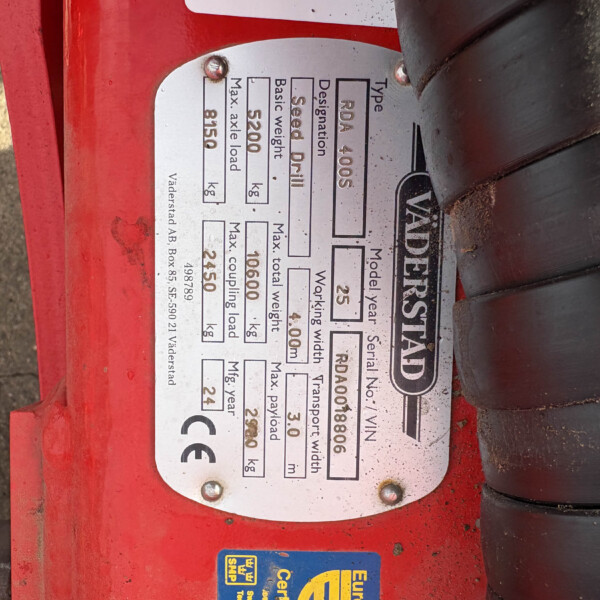 VÄDERSTAD
Type Model year Serial No. / VIN
RDA 400S 25 RDA0018806
Designation Working width Transport width
Seed Drill 4.00 m 3.0 m
Basic weight Max. total weight Max. payload
5200 kg 10600 kg 2980 kg
Max. axle load Max. coupling load Mfg. year
8150 kg 2450 kg 24
CE
498789
Väderstad AB, Box 85, SE-590 21 Väderstad
SMP